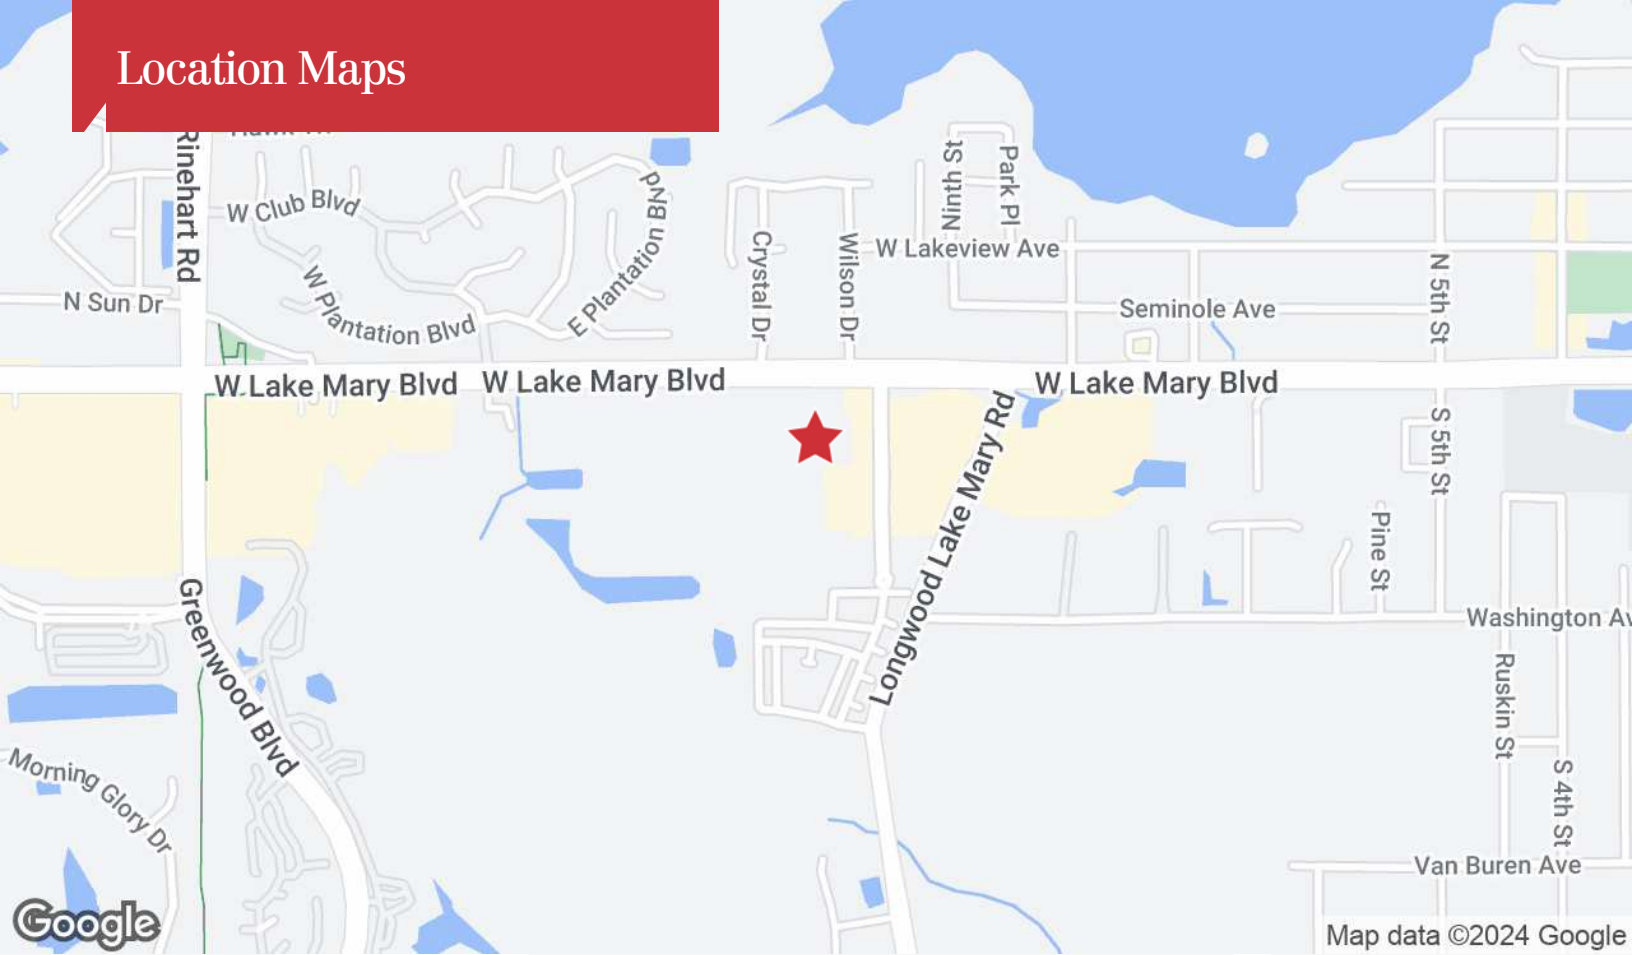 Location Maps
Rinehart Rd
W Club Blvd
E Plantation Blvd
W Plantation Blvd
N Sun Dr
Crystal Dr
Wilson Dr
Ninth St
Park Pl
W Lakeview Ave
Seminole Ave
N 5th St
W Lake Mary Blvd
W Lake Mary Blvd
W Lake Mary Blvd
Longwood Lake Mary Rd
S 5th St
Pine St
Greenwood Blvd
Washington Av
Ruskin St
S 4th St
Morning Glory Dr
Van Buren Ave
Google
Map data ©2024 Google